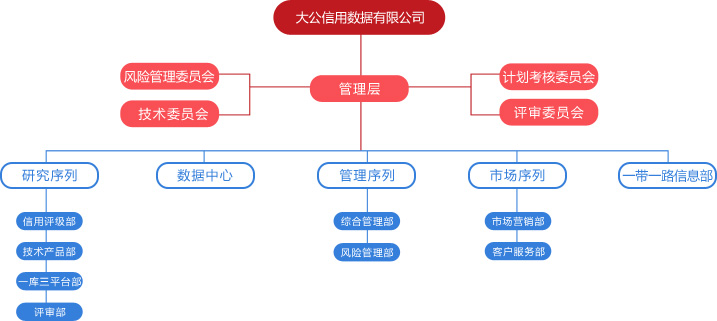 大公信用数据有限公司
风险管理委员会
计划考核委员会
管理层
技术委员会
评审委员会
研究序列
数据中心
管理序列
市场序列
一带一路信息部
信用评级部
综合管理部
市场营销部
技术产品部
风险管理部
客户服务部
一库三平台部
评审部